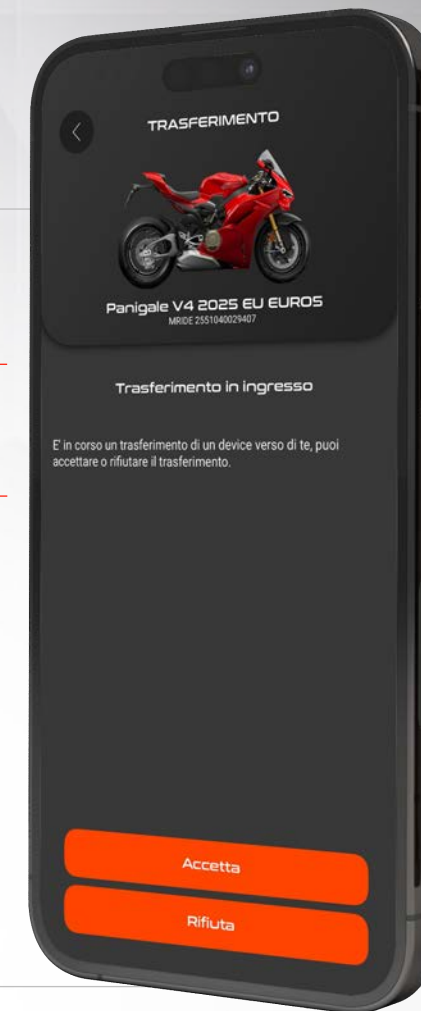 TRASFERIMENTO
Panigale V4 2025 EU EURO5
MRIDE 2551040029407
Trasferimento in ingresso
E' in corso un trasferimento di un device verso di te, puoi
accettare o rifiutare il trasferimento.
Accetta
Rifiuta